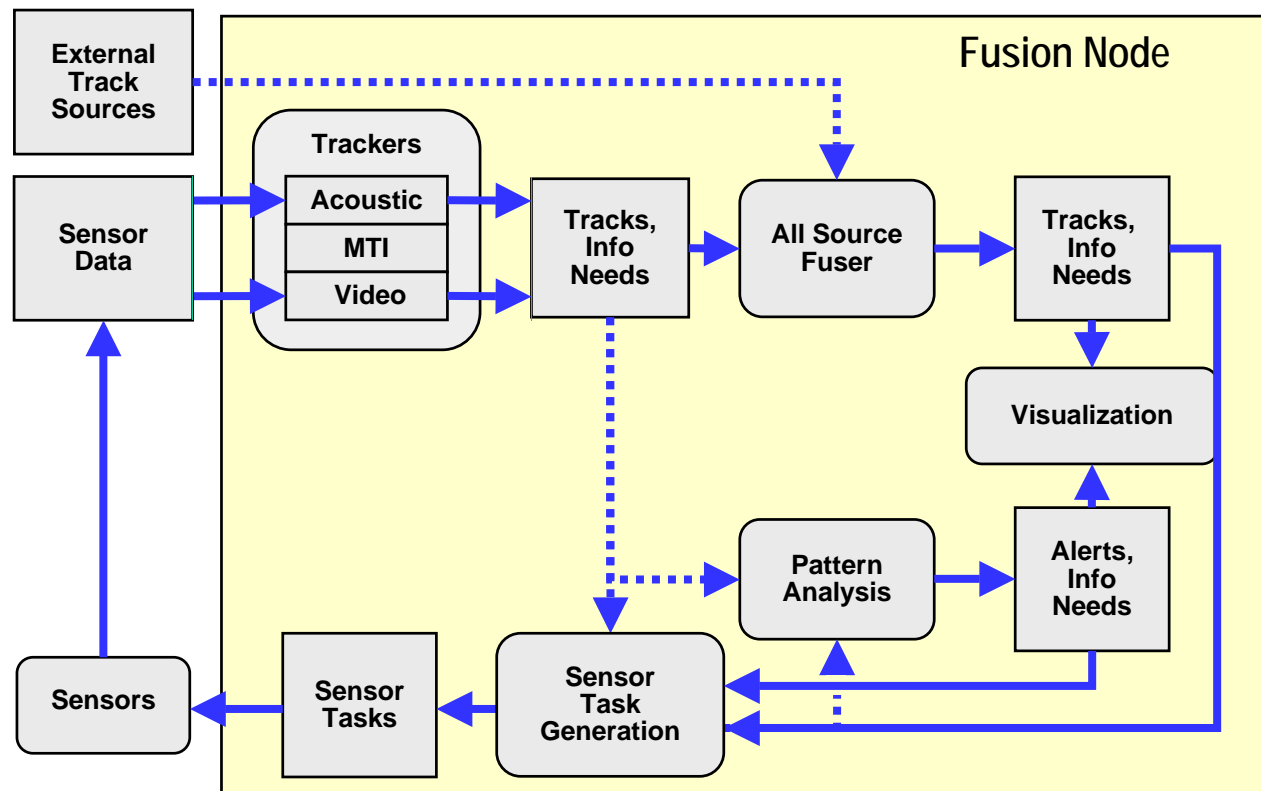 Fusion Node
External
Track
Sources
Trackers
Acoustic
MTI
Video
Sensor
Data
Tracks,
Info
Needs
All Source
Fuser
Tracks,
Info
Needs
Visualization
Pattern
Analysis
Alerts,
Info
Needs
Sensors
Sensor
Tasks
Sensor
Task
Generation